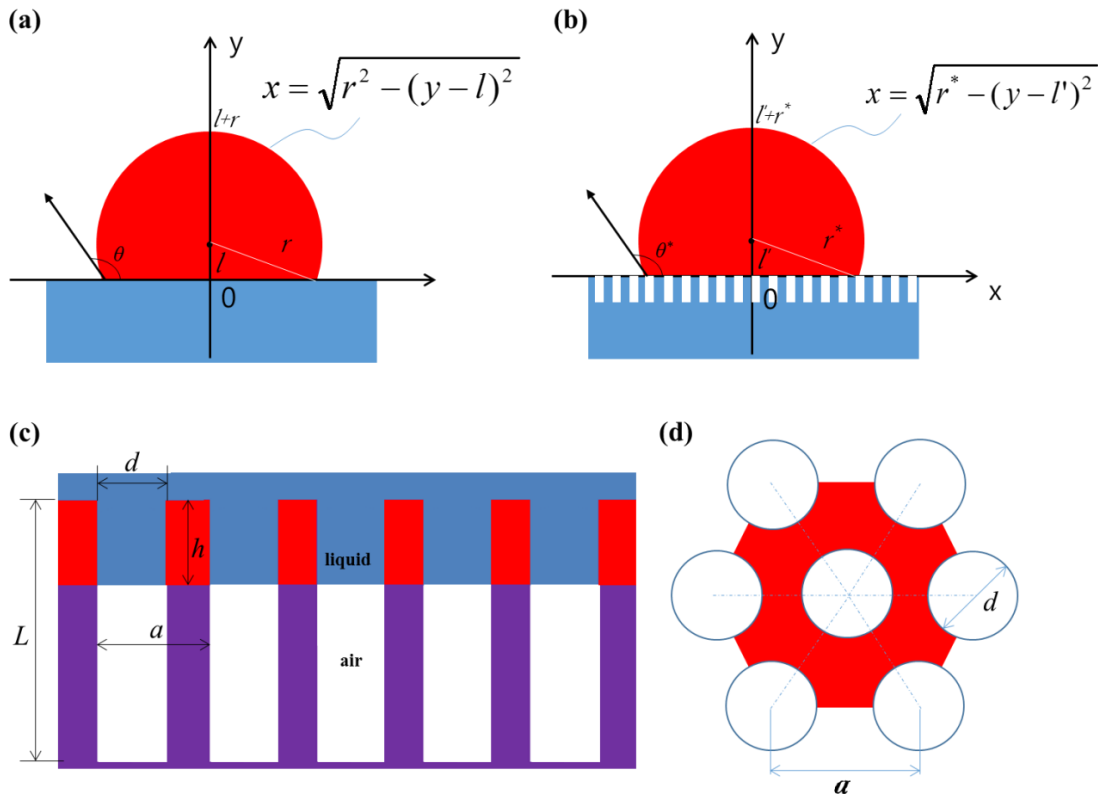 (a)
y
x = √r² − (y − l)²
l+r
θ
r
l
0
(b)
y
x = √r* − (y − l')²
l'+r*
θ*
r*
l'
0
x
(c)
d
h
liquid
L
a
air
(d)
d
a